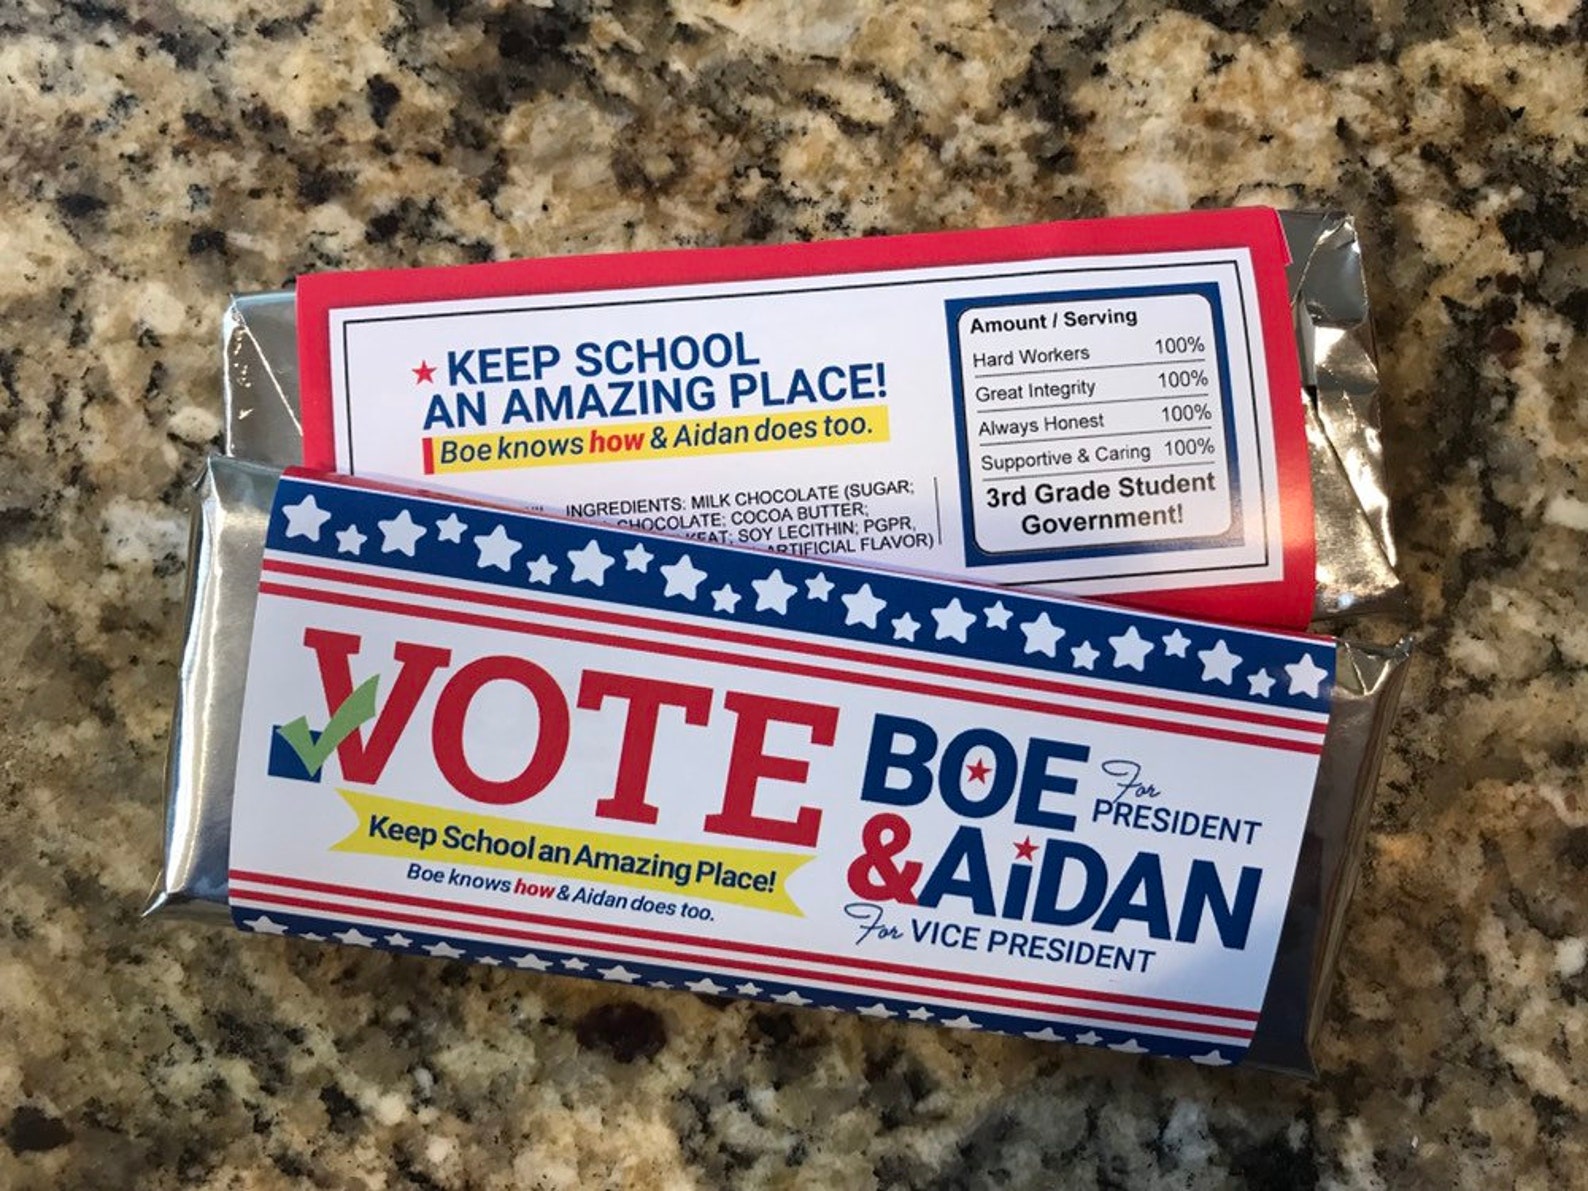 KEEP SCHOOL
AN AMAZING PLACE!
Boe knows how & Aidan does too.
INGREDIENTS: MILK CHOCOLATE (SUGAR;
CHOCOLATE; COCOA BUTTER;
SOY LECITHIN; PGPR,
ARTIFICIAL FLAVOR)
Amount / Serving
Hard Workers 100%
Great Integrity 100%
Always Honest 100%
Supportive & Caring 100%
3rd Grade Student
Government!
VOTE
Keep School an Amazing Place!
Boe knows how & Aidan does too.
BOE For
PRESIDENT
&AiDAN
For VICE PRESIDENT